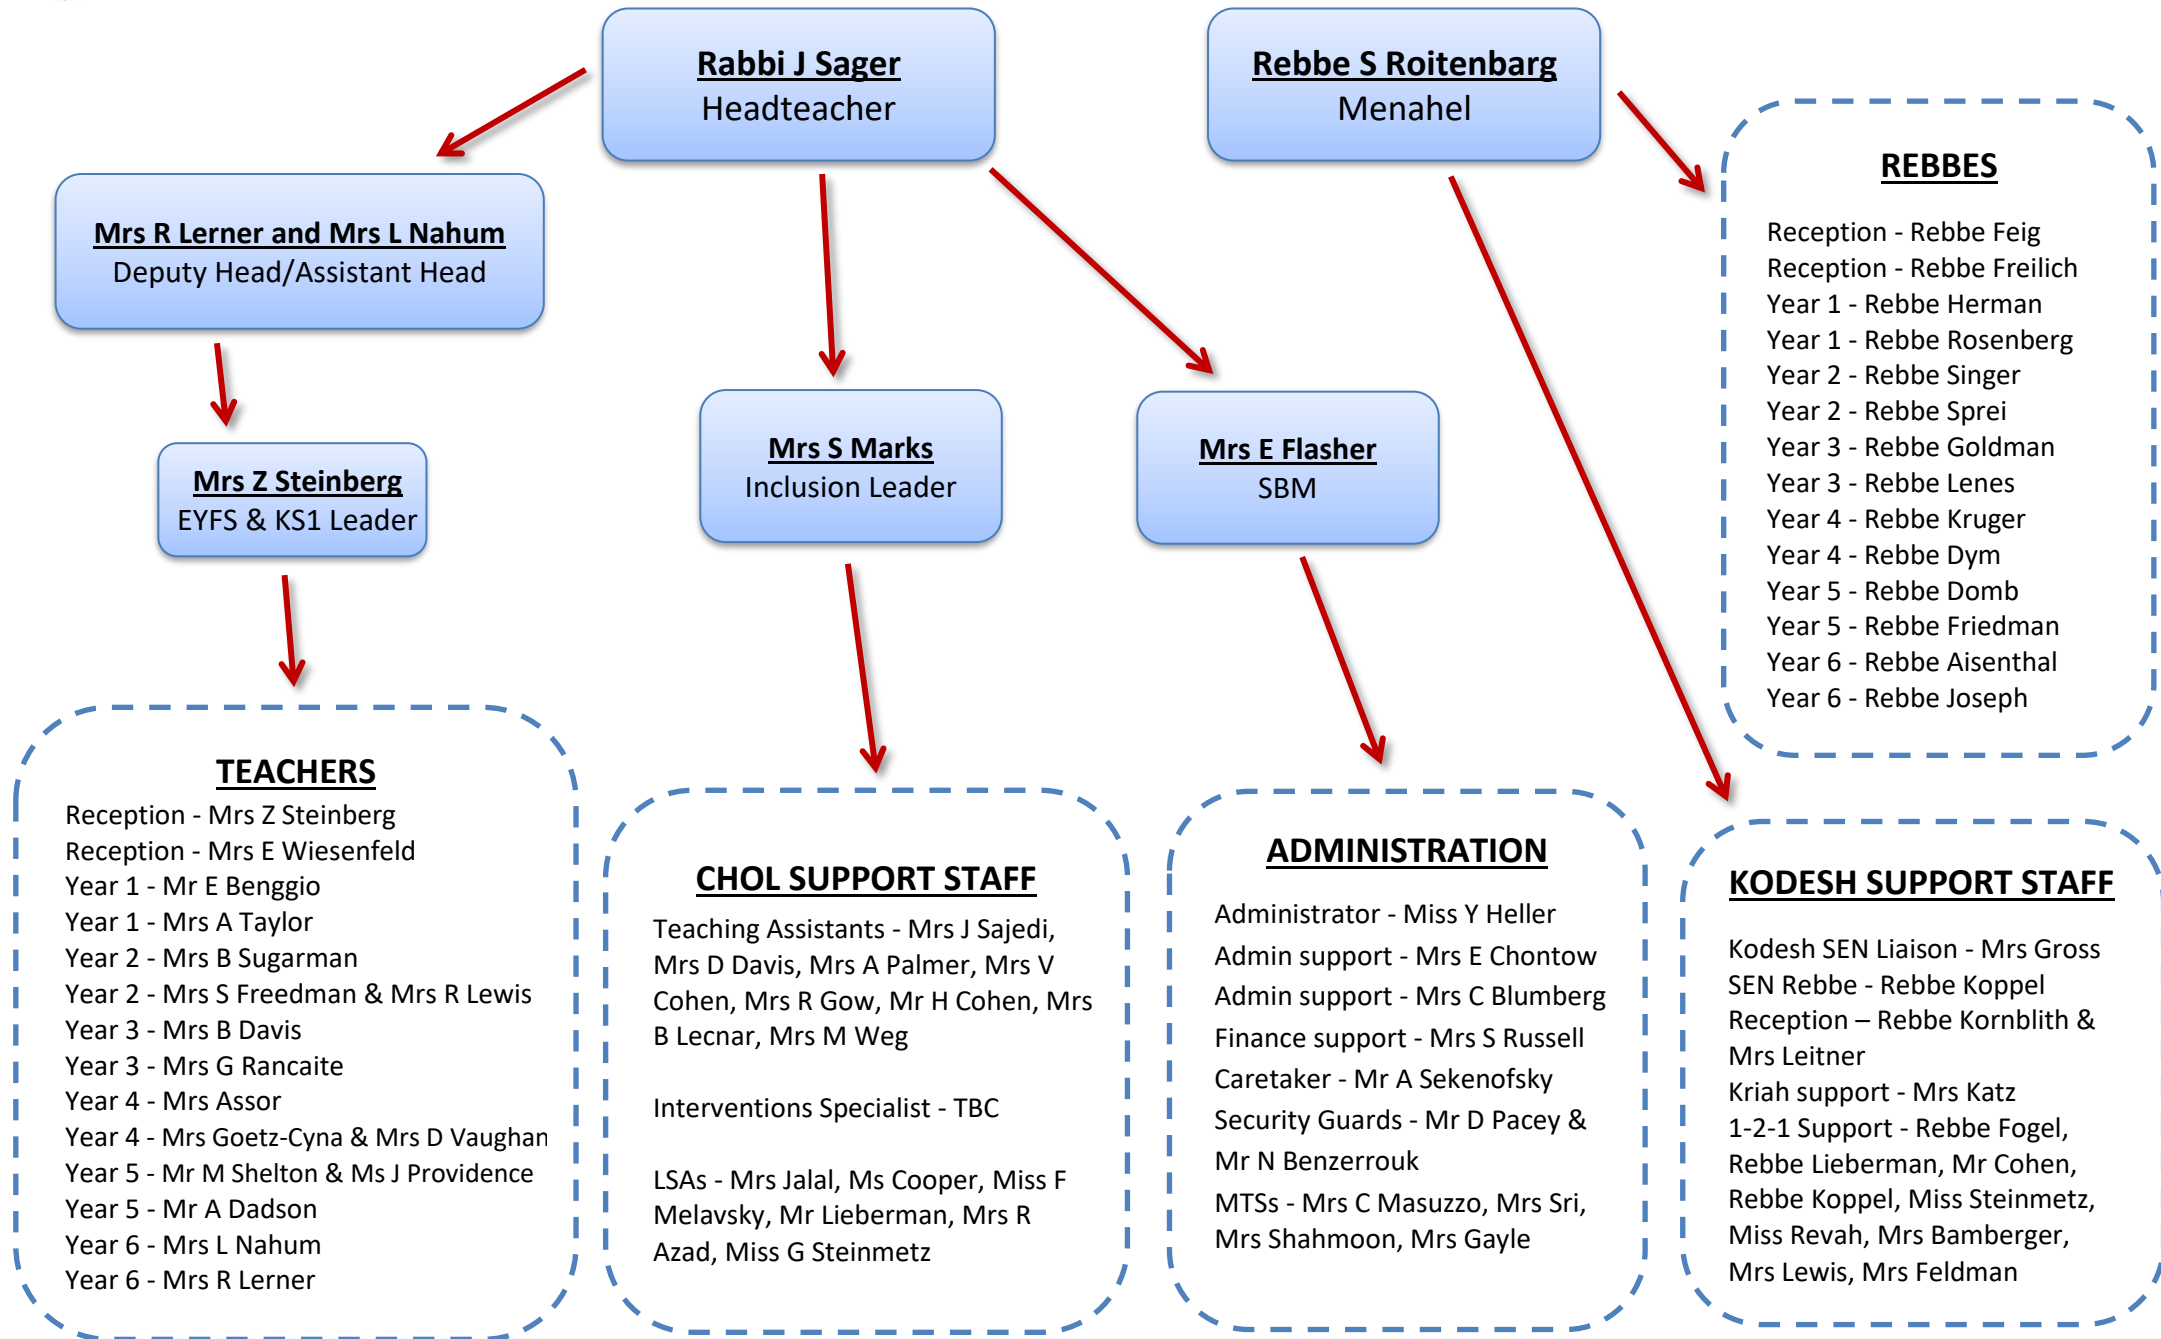 Rabbi J Sager
Headteacher
Rebbe S Roitenbarg
Menahel
Mrs R Lerner and Mrs L Nahum
Deputy Head/Assistant Head
Mrs Z Steinberg
EYFS & KS1 Leader
Mrs S Marks
Inclusion Leader
Mrs E Flasher
SBM
REBBES
Reception - Rebbe Feig
Reception - Rebbe Freilich
Year 1 - Rebbe Herman
Year 1 - Rebbe Rosenberg
Year 2 - Rebbe Singer
Year 2 - Rebbe Sprei
Year 3 - Rebbe Goldman
Year 3 - Rebbe Lenes
Year 4 - Rebbe Kruger
Year 4 - Rebbe Dym
Year 5 - Rebbe Domb
Year 5 - Rebbe Friedman
Year 6 - Rebbe Aisenthal
Year 6 - Rebbe Joseph
TEACHERS
Reception - Mrs Z Steinberg
Reception - Mrs E Wiesenfeld
Year 1 - Mr E Benggio
Year 1 - Mrs A Taylor
Year 2 - Mrs B Sugarman
Year 2 - Mrs S Freedman & Mrs R Lewis
Year 3 - Mrs B Davis
Year 3 - Mrs G Rancaite
Year 4 - Mrs Assor
Year 4 - Mrs Goetz-Cyna & Mrs D Vaughan
Year 5 - Mr M Shelton & Ms J Providence
Year 5 - Mr A Dadson
Year 6 - Mrs L Nahum
Year 6 - Mrs R Lerner
CHOL SUPPORT STAFF
Teaching Assistants - Mrs J Sajedi,
Mrs D Davis, Mrs A Palmer, Mrs V
Cohen, Mrs R Gow, Mr H Cohen, Mrs
B Lecnar, Mrs M Weg
Interventions Specialist - TBC
LSAs - Mrs Jalal, Ms Cooper, Miss F
Melavsky, Mr Lieberman, Mrs R
Azad, Miss G Steinmetz
ADMINISTRATION
Administrator - Miss Y Heller
Admin support - Mrs E Chontow
Admin support - Mrs C Blumberg
Finance support - Mrs S Russell
Caretaker - Mr A Sekenofsky
Security Guards - Mr D Pacey &
Mr N Benzerrouk
MTSs - Mrs C Masuzzo, Mrs Sri,
Mrs Shahmoon, Mrs Gayle
KODESH SUPPORT STAFF
Kodesh SEN Liaison - Mrs Gross
SEN Rebbe - Rebbe Koppel
Reception – Rebbe Kornblith &
Mrs Leitner
Kriah support - Mrs Katz
1-2-1 Support - Rebbe Fogel,
Rebbe Lieberman, Mr Cohen,
Rebbe Koppel, Miss Steinmetz,
Miss Revah, Mrs Bamberger,
Mrs Lewis, Mrs Feldman